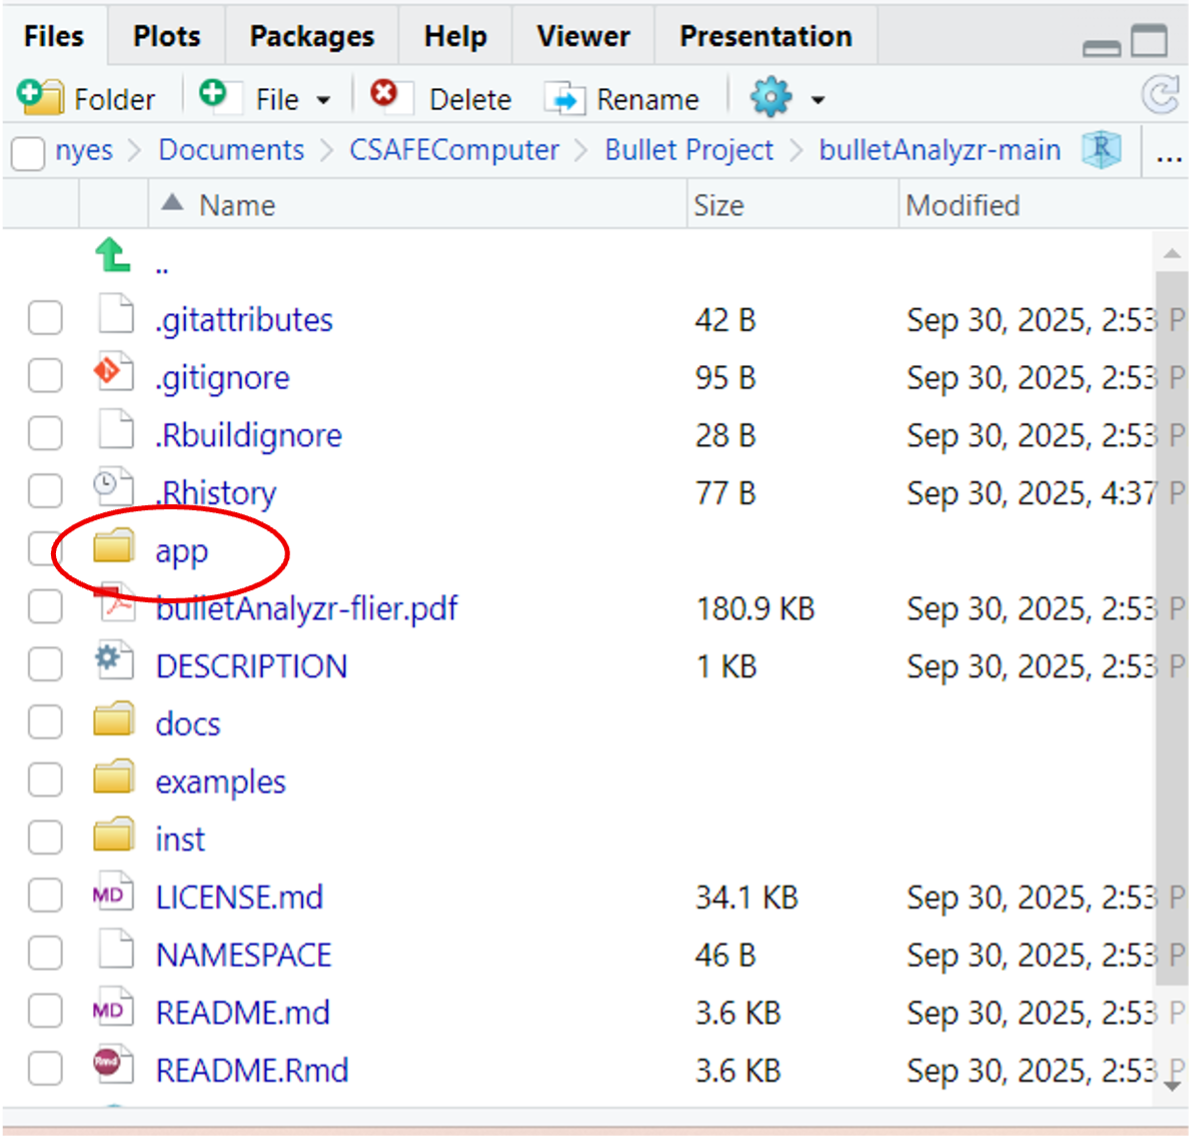 Files Plots Packages Help Viewer Presentation
Folder File Delete Rename
nyes > Documents > CSAFEComputer > Bullet Project > bulletAnalyzr-main R ...
Name Size Modified
..
.gitattributes 42 B Sep 30, 2025, 2:53 P
.gitignore 95 B Sep 30, 2025, 2:53 P
.Rbuildignore 28 B Sep 30, 2025, 2:53 P
.Rhistory 77 B Sep 30, 2025, 4:37 P
app
bulletAnalyzr-flier.pdf 180.9 KB Sep 30, 2025, 2:53 P
DESCRIPTION 1 KB Sep 30, 2025, 2:53 P
docs
examples
inst
MD LICENSE.md 34.1 KB Sep 30, 2025, 2:53 P
NAMESPACE 46 B Sep 30, 2025, 2:53 P
MD README.md 3.6 KB Sep 30, 2025, 2:53 P
Rmd README.Rmd 3.6 KB Sep 30, 2025, 2:53 P